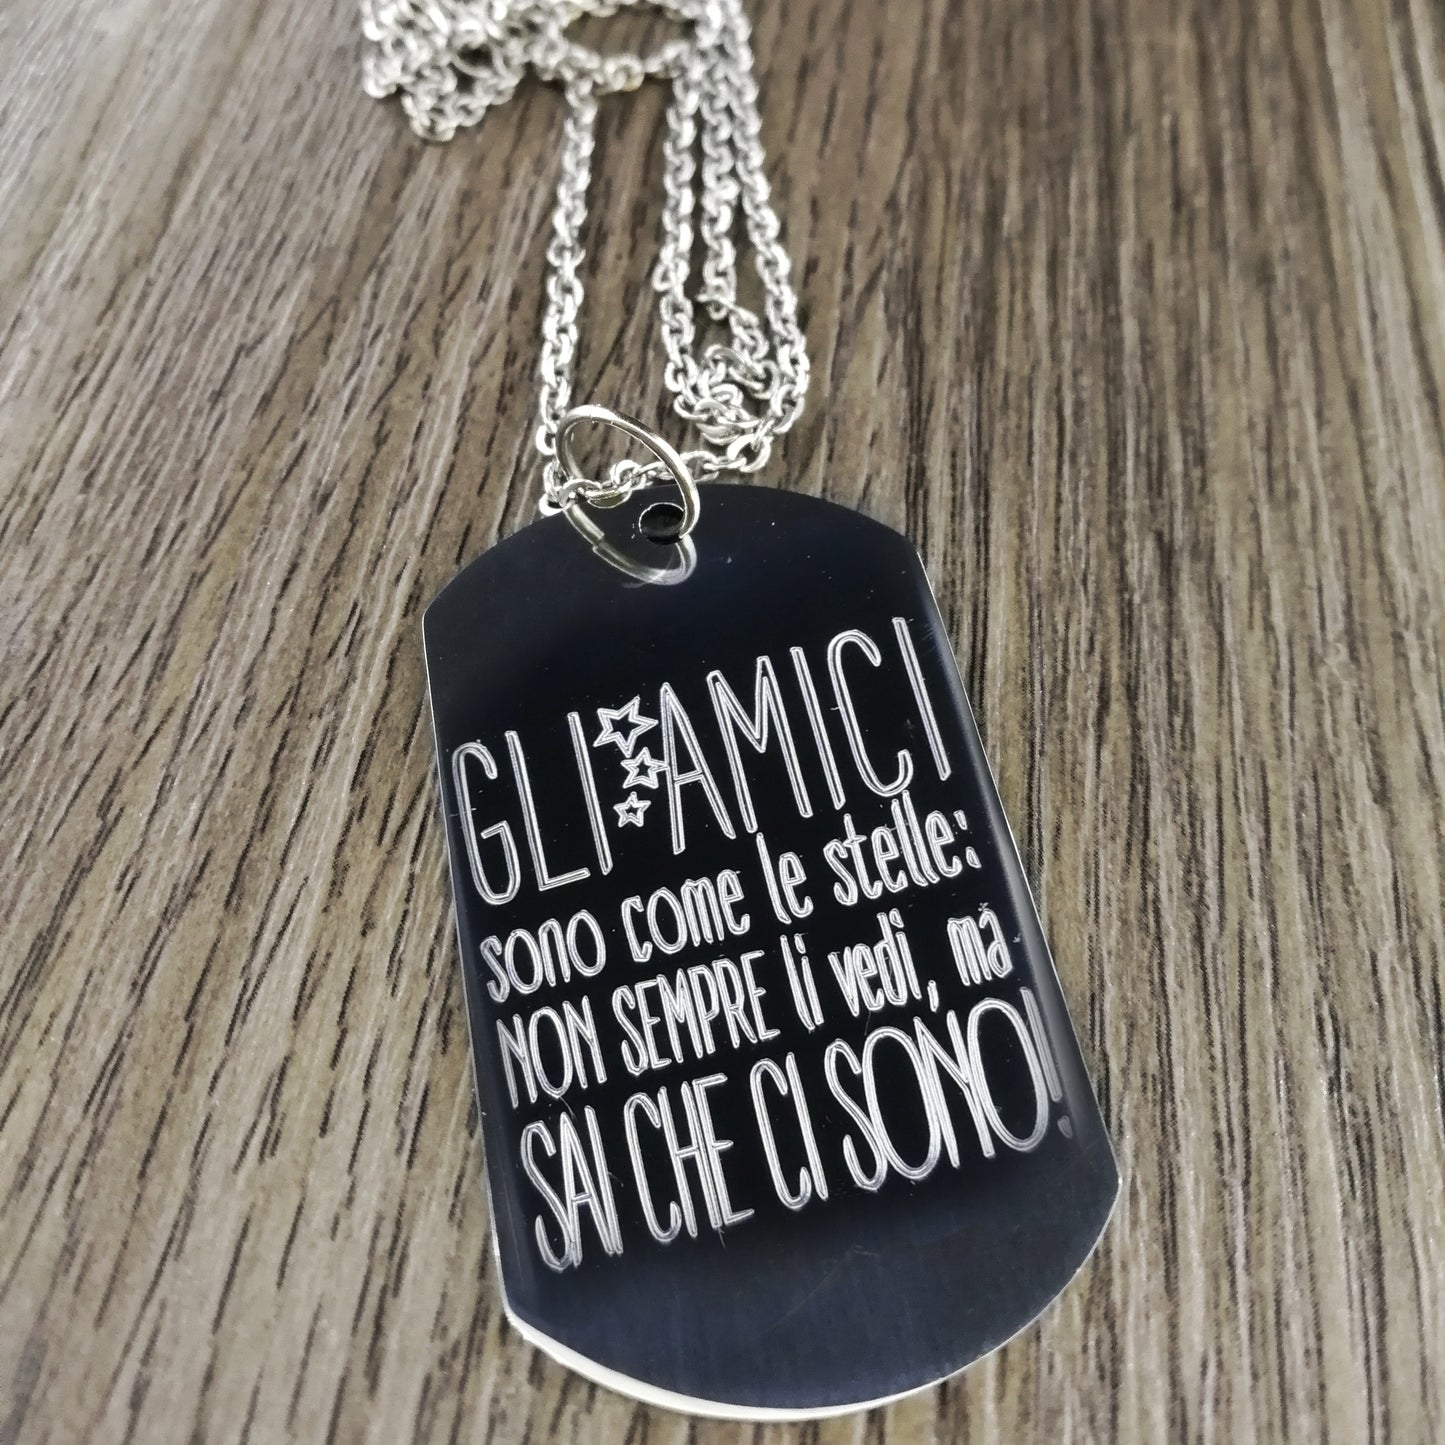 GLI AMICI
sono come le stelle:
NON SEMPRE li vedi, ma
SAI CHE CI SONO!